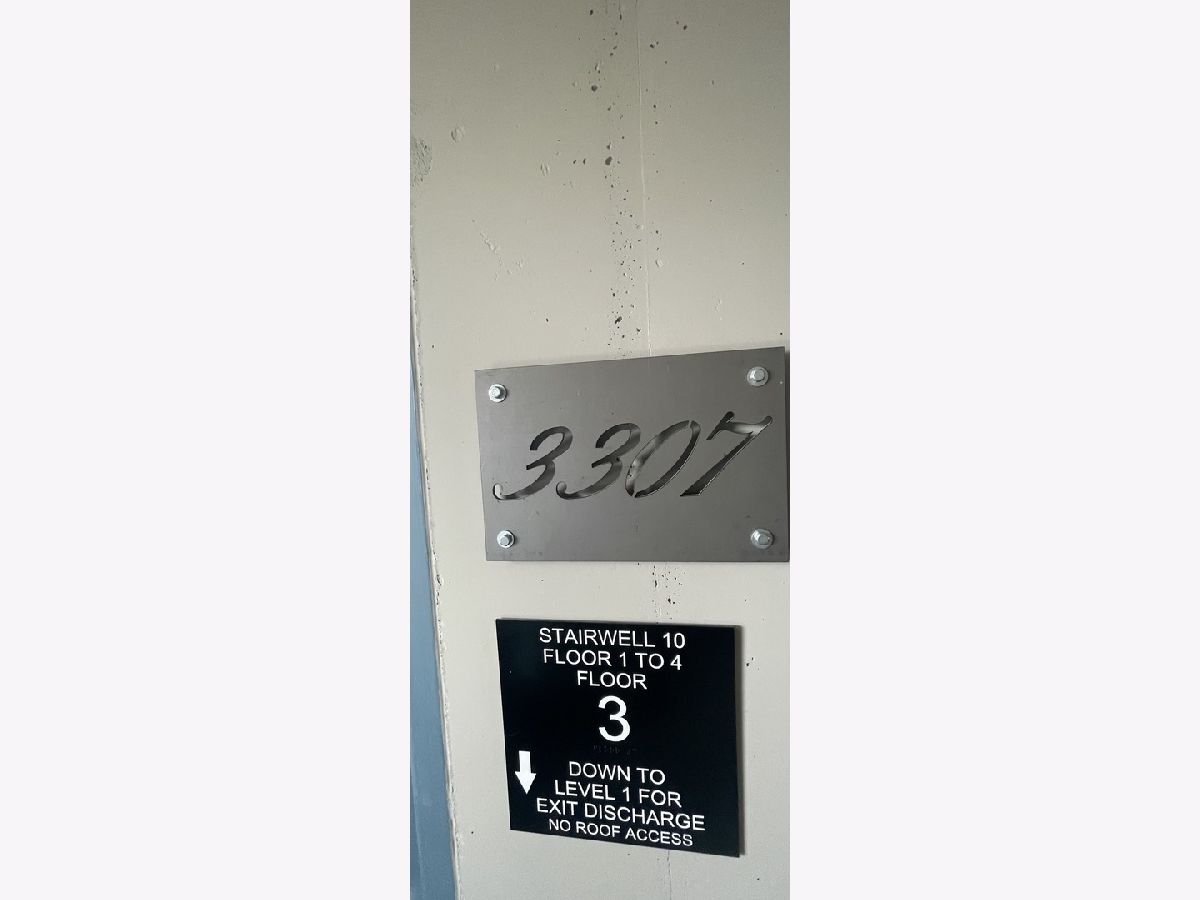 3307
STAIRWELL 10
FLOOR 1 TO 4
FLOOR
3
DOWN TO
LEVEL 1 FOR
EXIT DISCHARGE
NO ROOF ACCESS